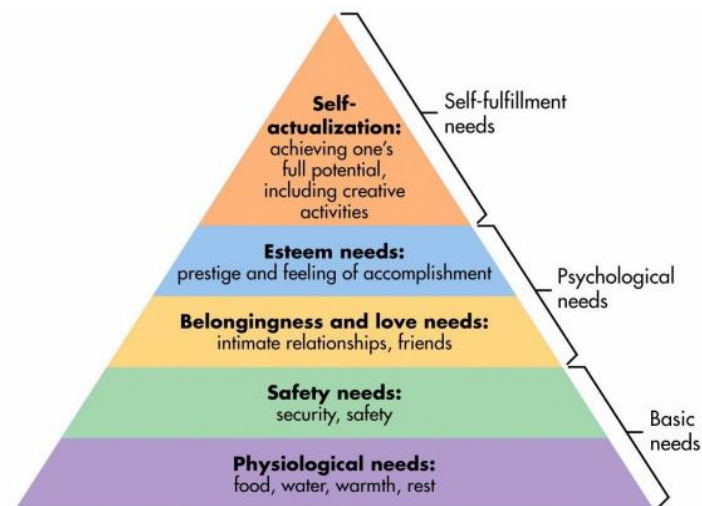 Self-
actualization:
achieving one's
full potential,
including creative
activities
Self-fulfillment
needs
Esteem needs:
prestige and feeling of accomplishment
Belongingness and love needs:
intimate relationships, friends
Psychological
needs
Safety needs:
security, safety
Physiological needs:
food, water, warmth, rest
Basic
needs